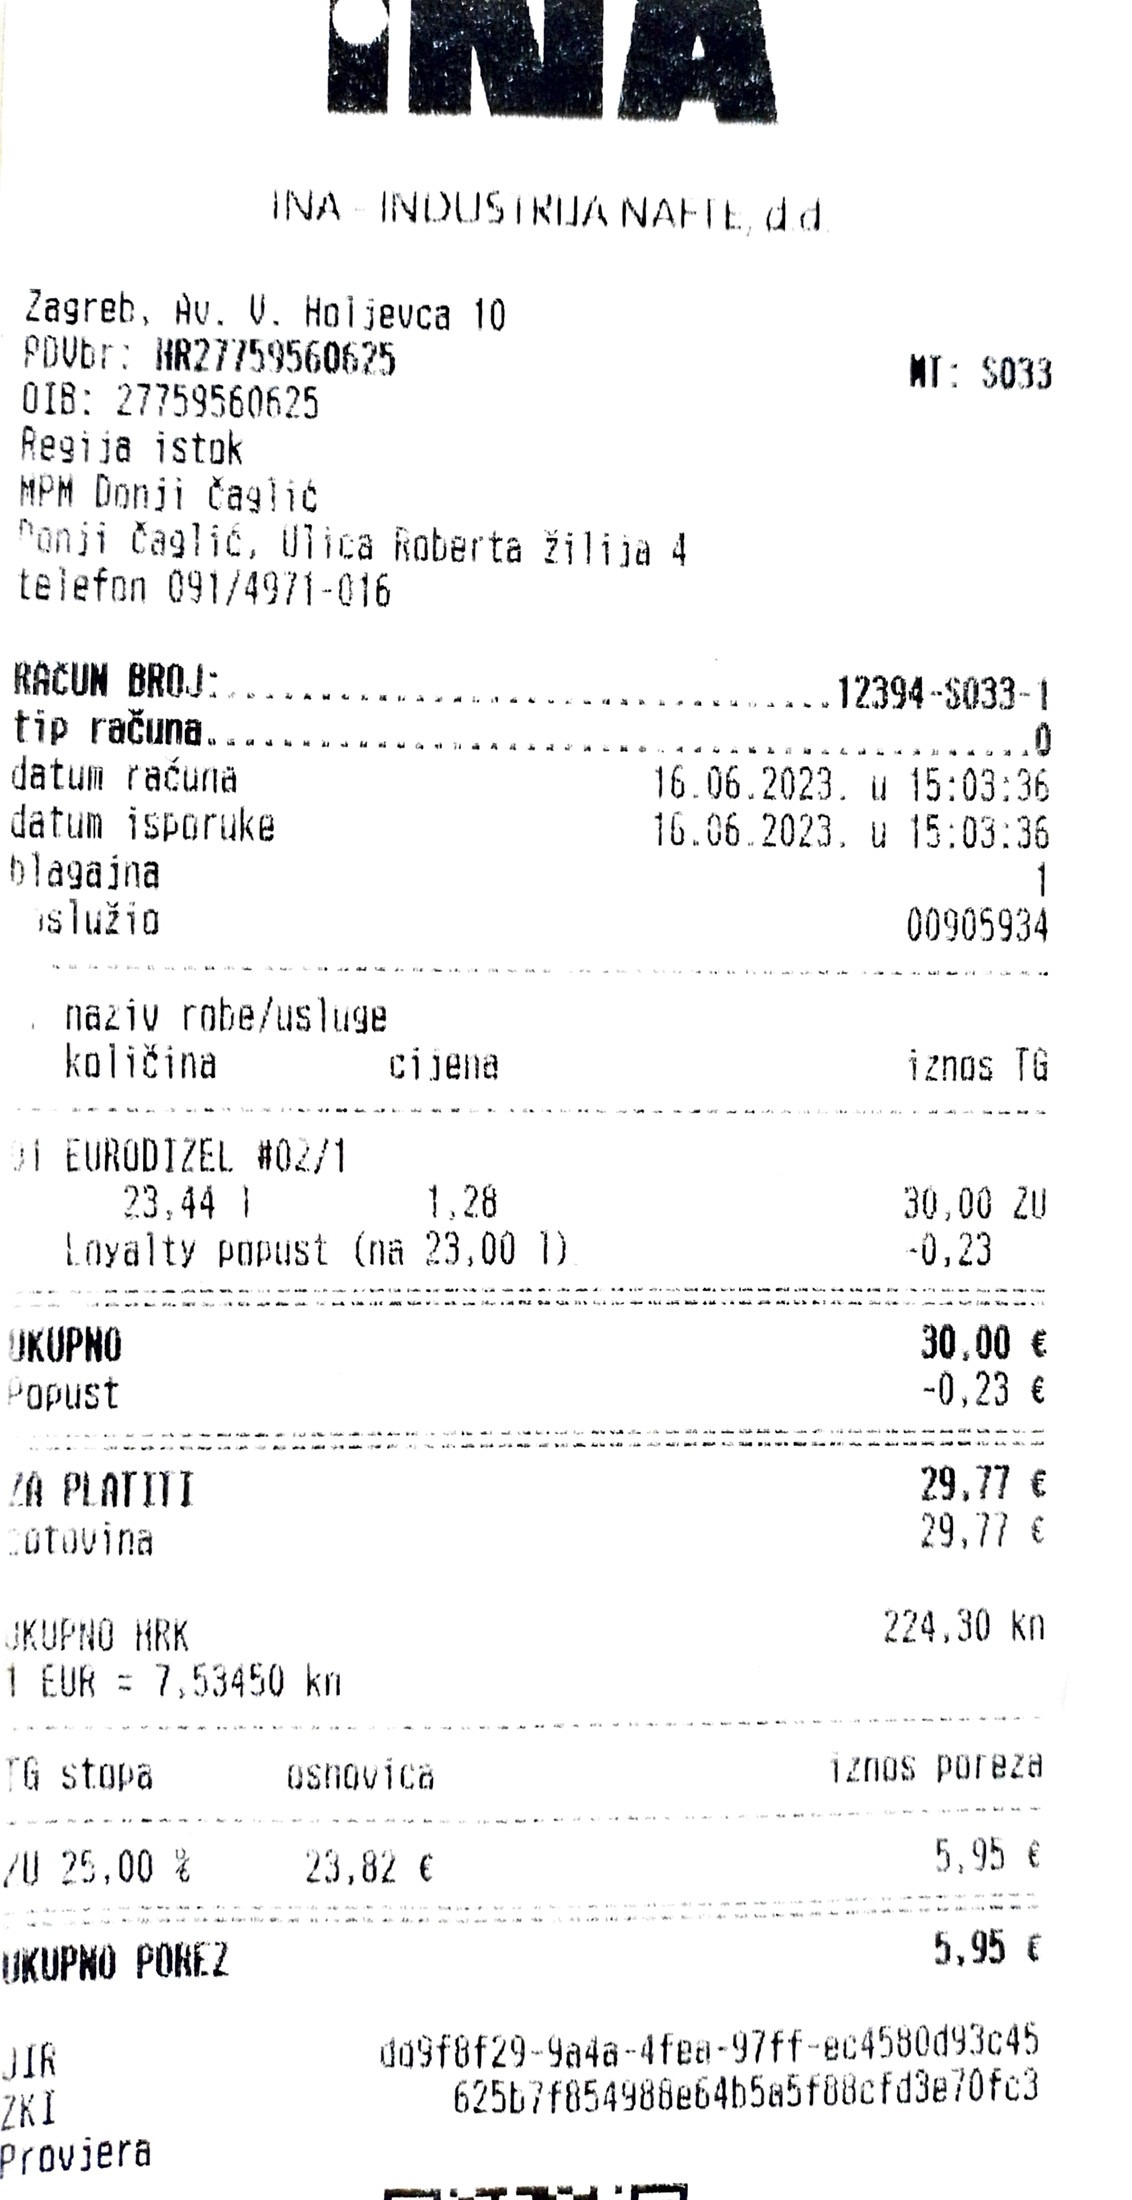 INA
INA - INDUSTRIJA NAFTE, d.d.
Zagreb, Av. V. Holjevca 10
PDVbr: HR27759560625
MT: S033
OIB: 27759560625
Regija istok
MPM Donji Čaglić
Donji Čaglić, Ulica Roberta Žilija 4
telefon 091/4971-016
RAČUN BROJ:..........12394-S033-1
tip računa..........0
datum računa 16.06.2023. u 15:03:36
datum isporuke 16.06.2023. u 15:03:36
blagajna 1
služio 00905934
naziv robe/usluge
količina cijena iznos TG
01 EURODIZEL #02/1
23,44 l 1,28 30,00 ZU
Loyalty popust (na 23,00 l) -0,23
UKUPNO 30,00 €
Popust -0,23 €
ZA PLATITI 29,77 €
gotovina 29,77 €
UKUPNO HRK 224,30 kn
1 EUR = 7,53450 kn
TG stopa osnovica iznos poreza
ZU 25,00 % 23,82 € 5,95 €
UKUPNO POREZ 5,95 €
JIR dd9f8f29-9a4a-4fea-97ff-ec4580d93c45
ZKI 625b7f854988e64b5a5f88cfd3e70fc3
Provjera